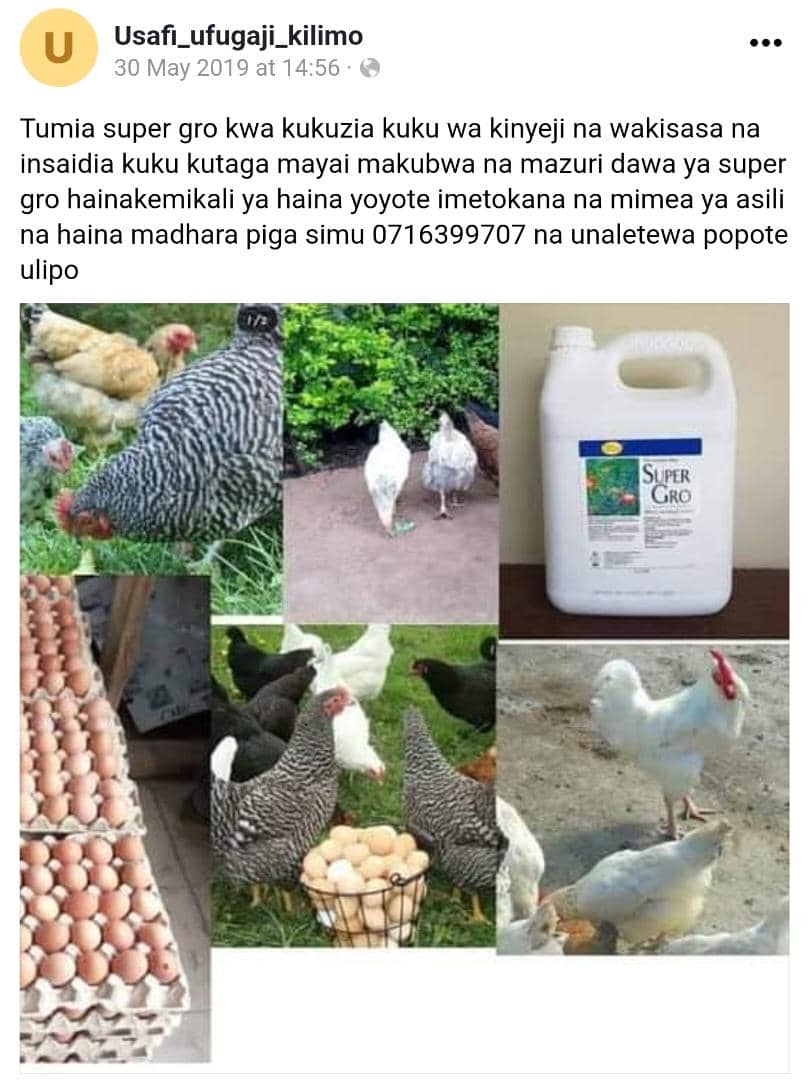 U
Usafi_ufugaji_kilimo
30 May 2019 at 14:56 ·
Tumia super gro kwa kukuzia kuku wa kinyeji na wakisasa na
insaidia kuku kutaga mayai makubwa na mazuri dawa ya super
gro hainakemikali ya haina yoyote imetokana na mimea ya asili
na haina madhara piga simu 0716399707 na unaletewa popote
ulipo
1/2
SUPER
GRO